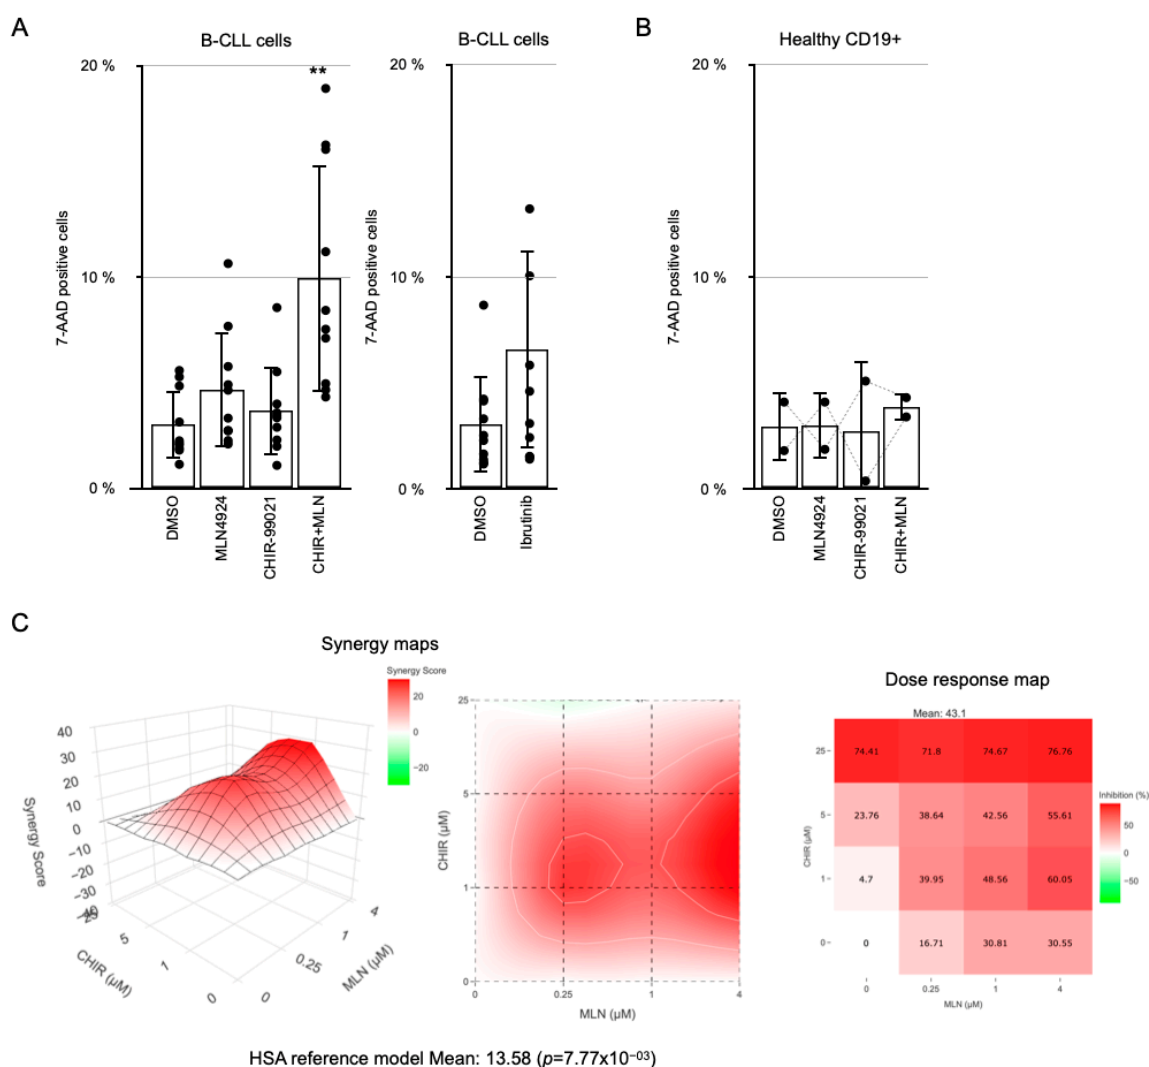 A
B-CLL cells
20 %
10 %
0 %
7-AAD positive cells
**
DMSO
MLN4924
CHIR-99021
CHIR+MLN
B-CLL cells
20 %
10 %
0 %
7-AAD positive cells
DMSO
Ibrutinib
B
Healthy CD19+
20 %
10 %
0 %
7-AAD positive cells
DMSO
MLN4924
CHIR-99021
CHIR+MLN
C
Synergy maps
Synergy Score
20
10
0
−10
−20
40
30
20
10
0
−10
−20
−30
−40
Synergy Score
25
5
1
0
CHIR (µM)
0
0.25
1
4
MLN (µM)
25
5
1
0
CHIR (µM)
0
0.25
1
4
MLN (µM)
Dose response map
Mean: 43.1
25
74.41 71.8 74.67 76.76
5
23.76 38.64 42.56 55.61
1
4.7 39.95 48.56 60.05
0
0 16.71 30.81 30.55
CHIR (µM)
0 0.25 1 4
MLN (µM)
Inhibition (%)
50
0
−50
HSA reference model Mean: 13.58 (p=7.77x10⁻⁰³)